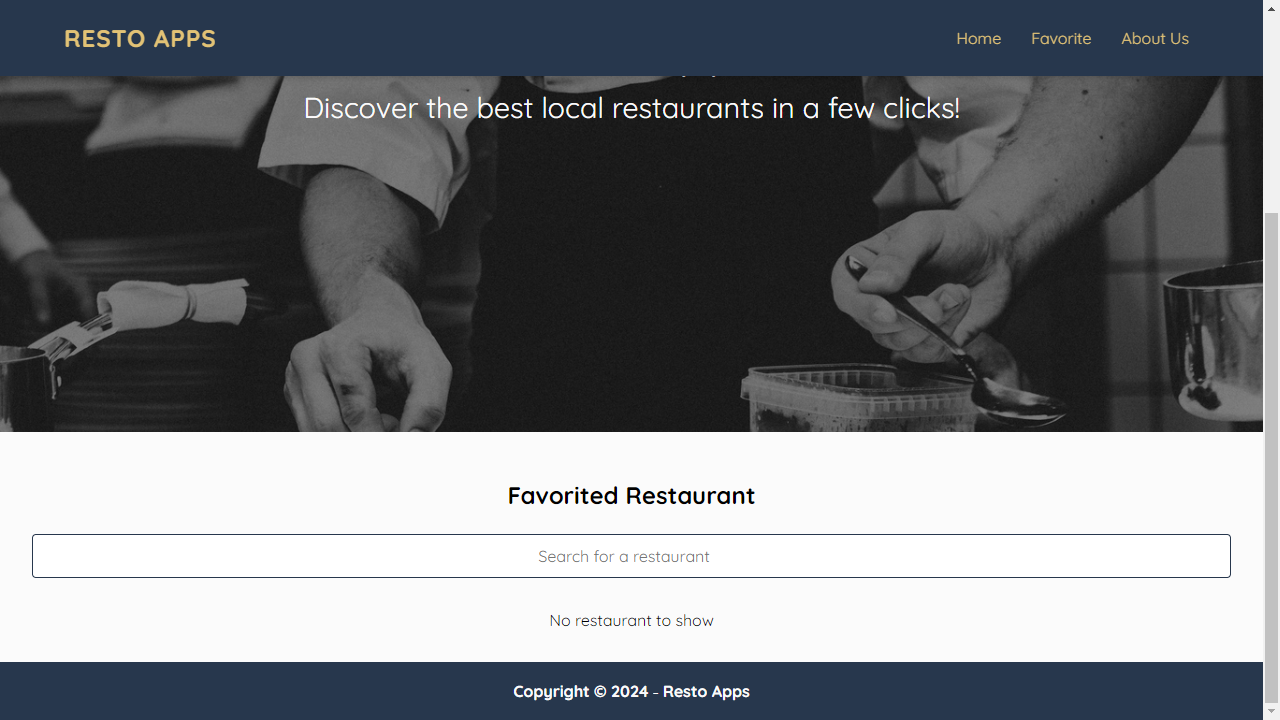 RESTO APPS
Home Favorite About Us
Discover the best local restaurants in a few clicks!
Favorited Restaurant
Search for a restaurant
No restaurant to show
Copyright © 2024 - Resto Apps